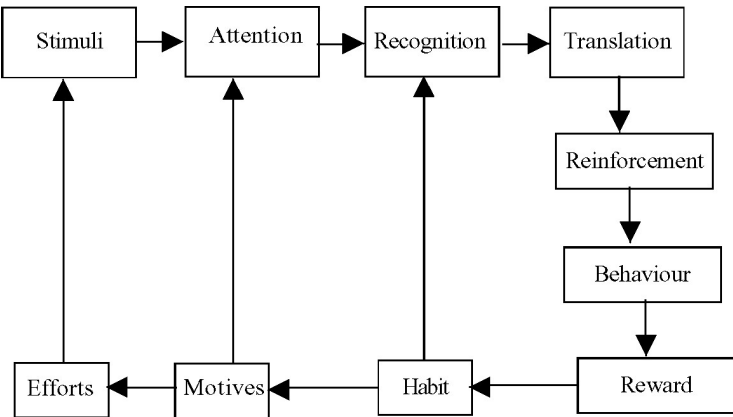 Stimuli
Attention
Recognition
Translation
Reinforcement
Behaviour
Efforts
Motives
Habit
Reward